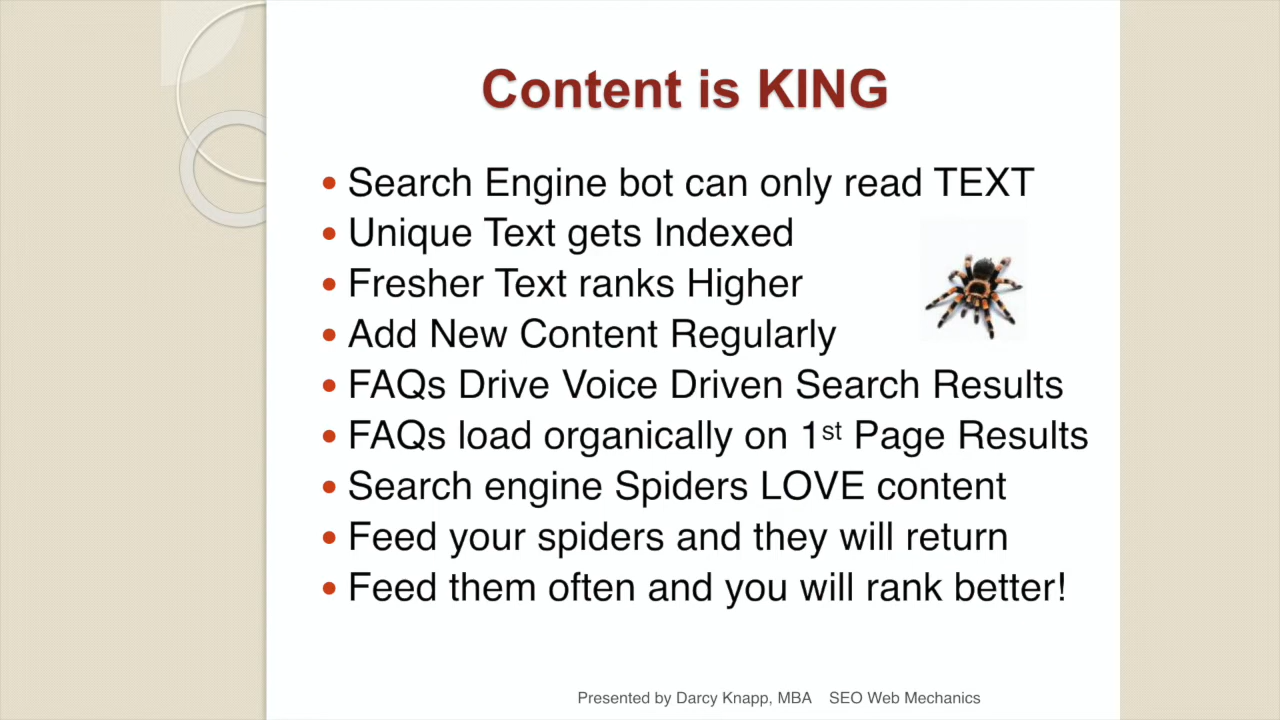 Content is KING
• Search Engine bot can only read TEXT
• Unique Text gets Indexed
• Fresher Text ranks Higher
• Add New Content Regularly
• FAQs Drive Voice Driven Search Results
• FAQs load organically on 1st Page Results
• Search engine Spiders LOVE content
• Feed your spiders and they will return
• Feed them often and you will rank better!
Presented by Darcy Knapp, MBA SEO Web Mechanics